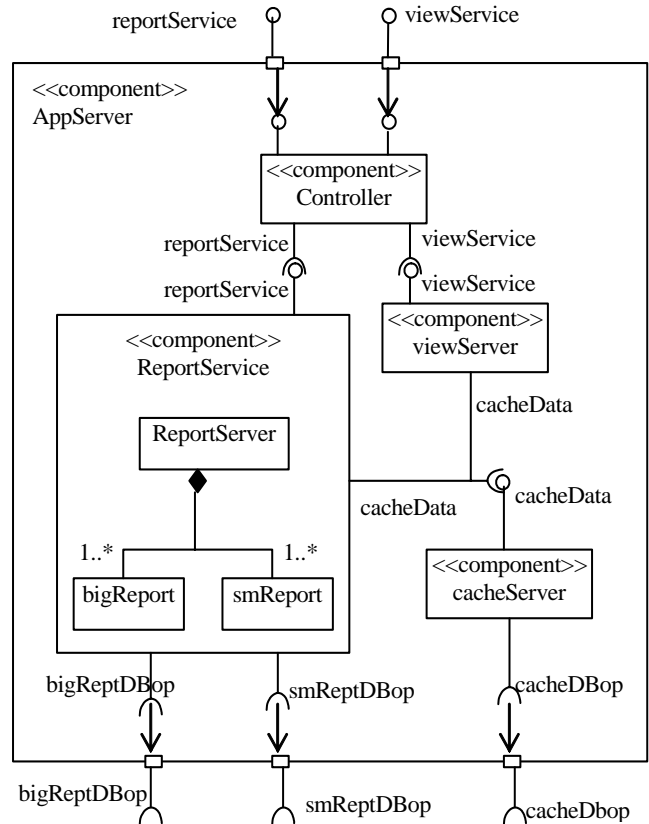 reportService
viewService
<<component>>
AppServer
<<component>>
Controller
reportService
viewService
reportService
viewService
<<component>>
ReportService
<<component>>
viewServer
cacheData
ReportServer
cacheData
cacheData
1..*
1..*
<<component>>
cacheServer
bigReport
smReport
bigReptDBop
smReptDBop
cacheDBop
bigReptDBop
smReptDBop
cacheDbop